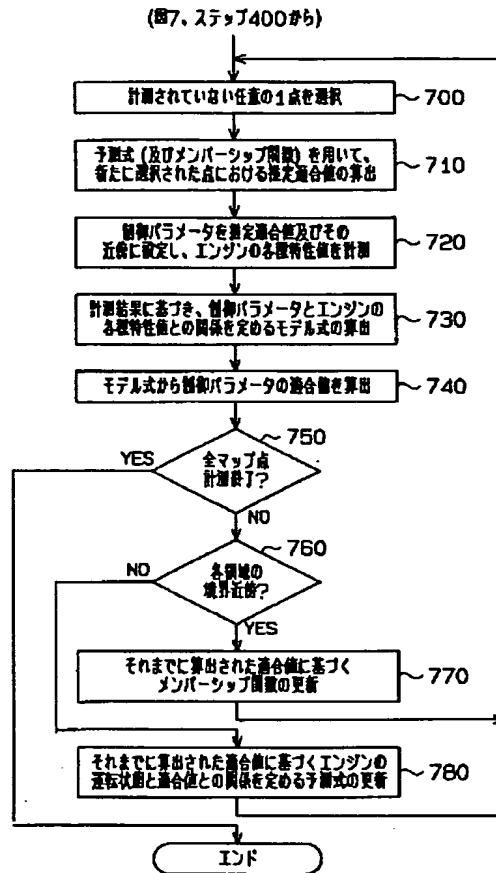 (図7、ステップ400から)
計測されていない任意の1点を選択
700
予測式(及びメンバーシップ関数)を用いて、
新たに選択された点における推定適合値の算出
710
制御パラメータを推定適合値及びその
近傍に設定し、エンジンの各種特性値を計測
720
計測結果に基づき、制御パラメータとエンジンの
各種特性値との関係を定めるモデル式の算出
730
モデル式から制御パラメータの適合値を算出
740
750
YES
全マップ点
計測終了?
NO
760
NO
各領域の
境界近傍?
YES
それまでに算出された適合値に基づく
メンバーシップ関数の更新
770
それまでに算出された適合値に基づくエンジンの
運転状態と適合値との関係を定める予測式の更新
780
エンド